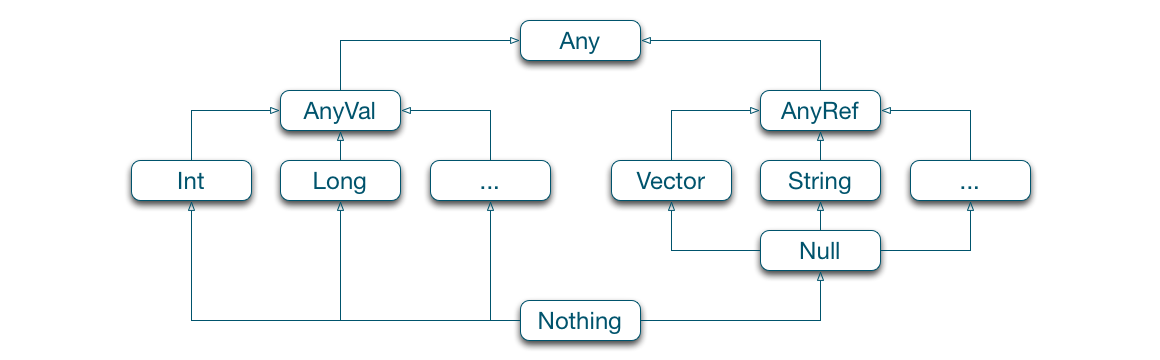 Any
AnyVal
AnyRef
Int
Long
...
Vector
String
...
Null
Nothing